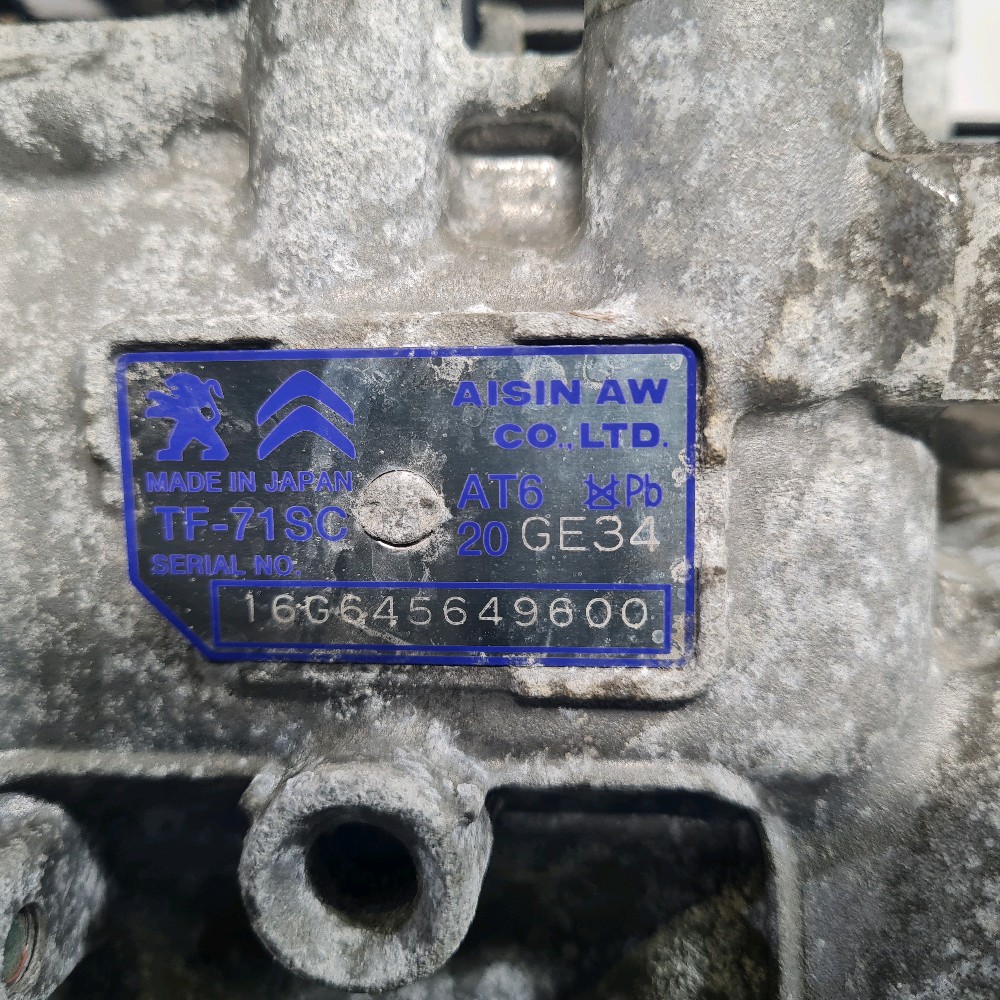 AISIN AW
CO.,LTD.
MADE IN JAPAN
AT6 Pb
TF-71SC
20 GE34
SERIAL NO.
16G645649600